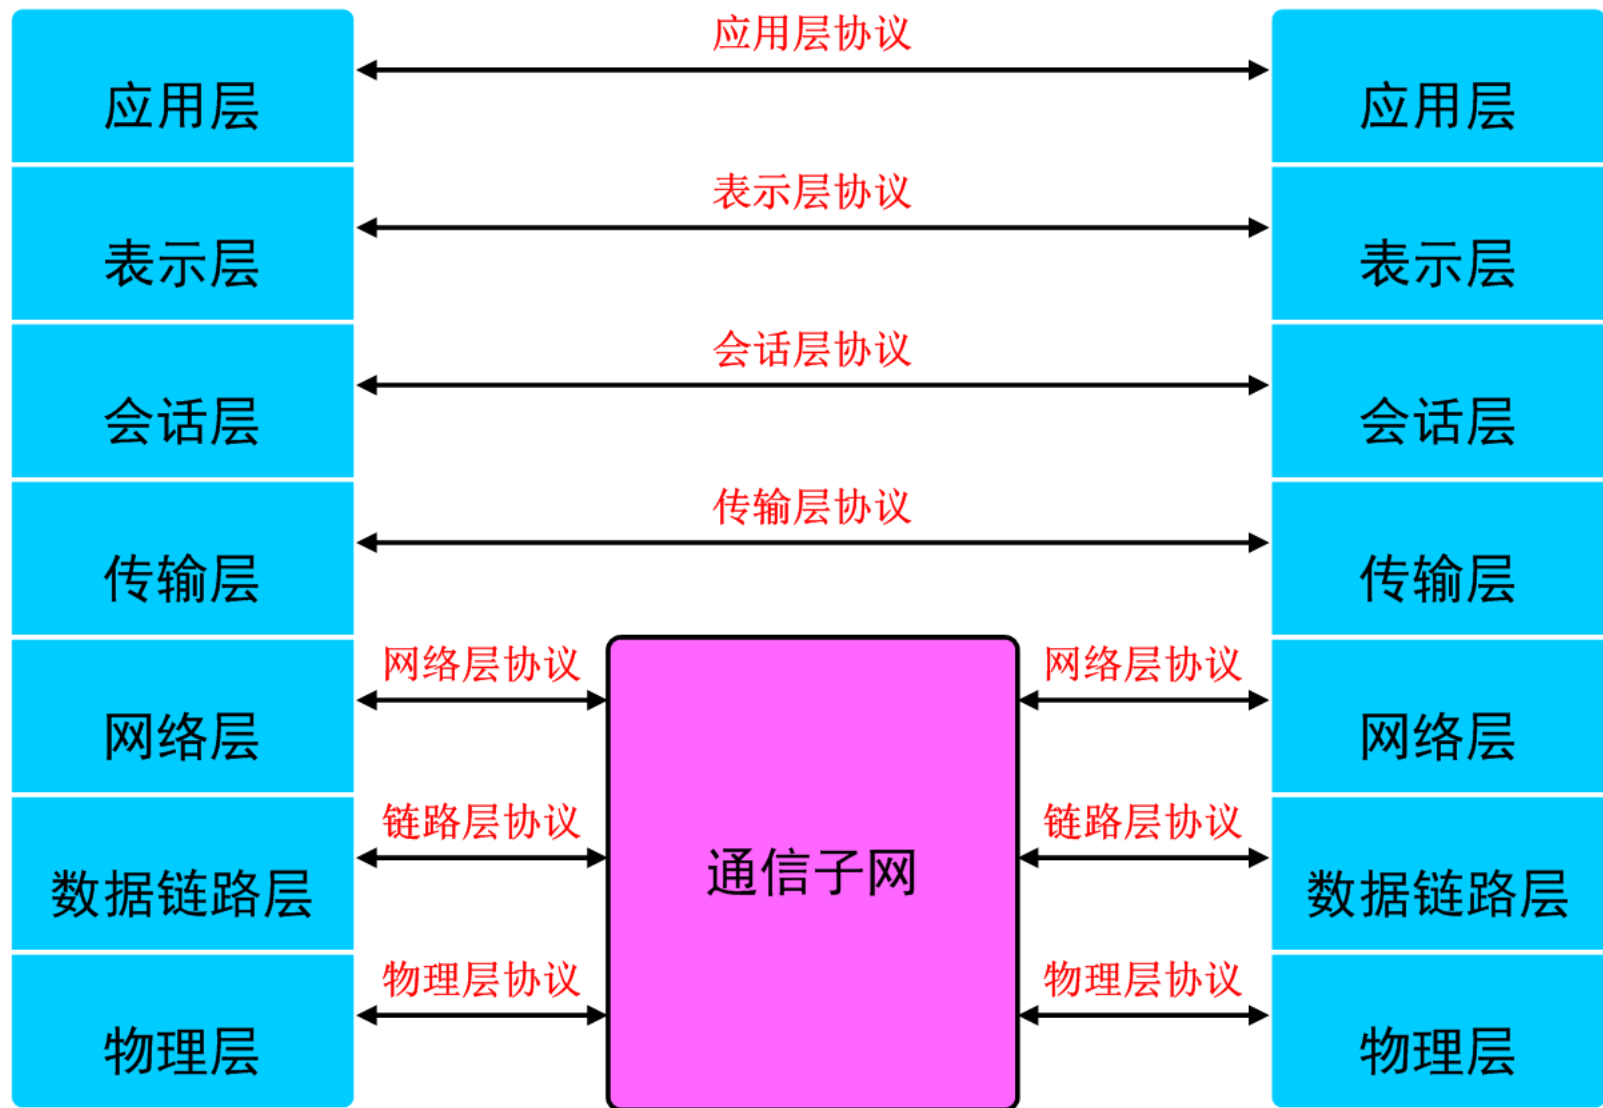 应用层协议
应用层
应用层
表示层协议
表示层
表示层
会话层协议
会话层
会话层
传输层协议
传输层
传输层
网络层协议
网络层协议
网络层
网络层
链路层协议
链路层协议
通信子网
数据链路层
数据链路层
物理层协议
物理层协议
物理层
物理层